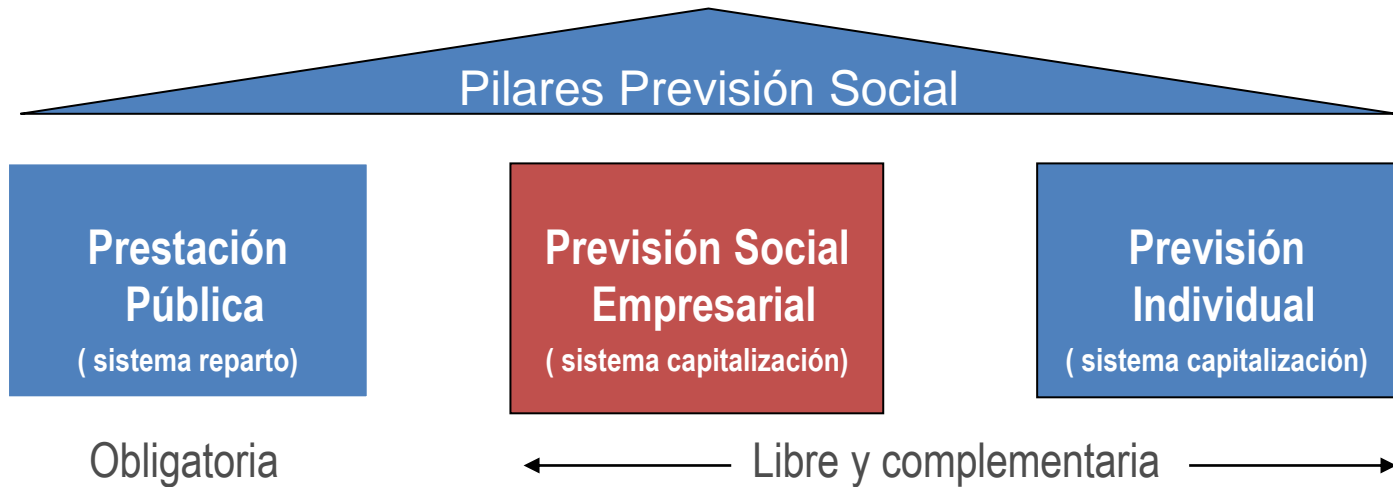 Pilares Previsión Social
Prestación
Pública
( sistema reparto)
Previsión Social
Empresarial
( sistema capitalización)
Previsión
Individual
( sistema capitalización)
Obligatoria
Libre y complementaria